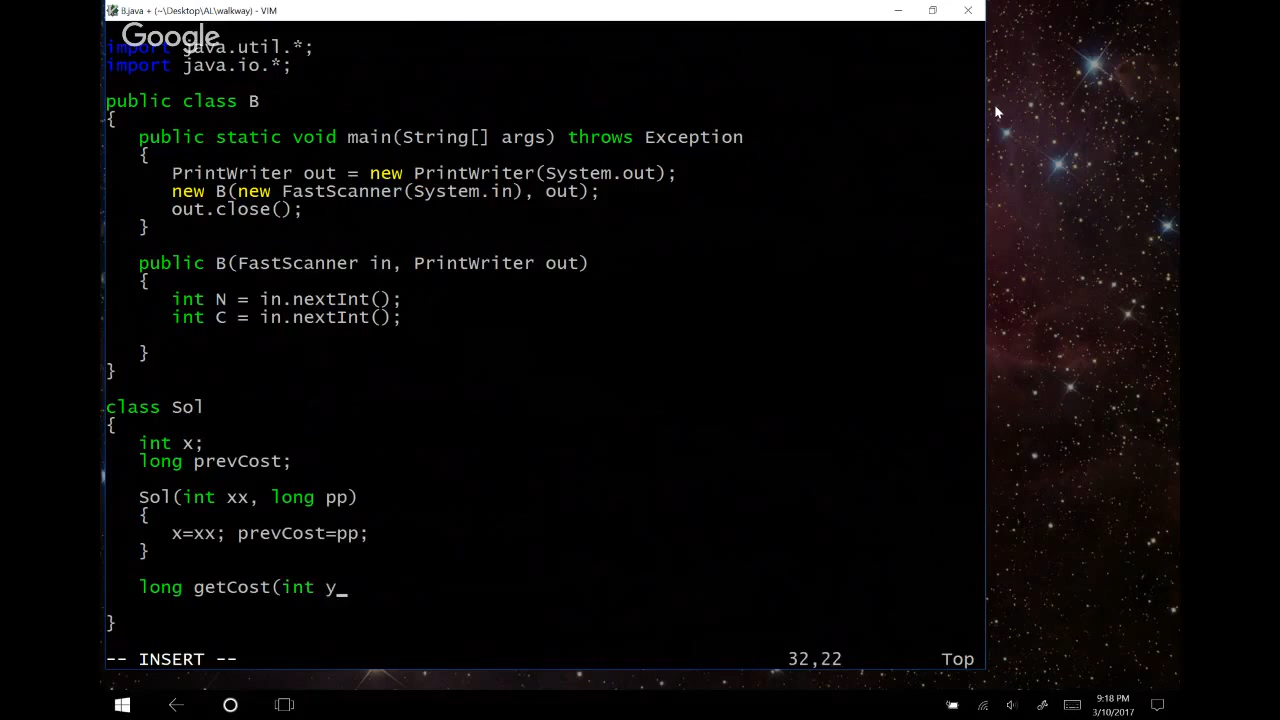 B.java + (~\Desktop\AL\walkway) - VIM
Google
import java.util.*;
import java.io.*;
public class B
{
public static void main(String[] args) throws Exception
{
PrintWriter out = new PrintWriter(System.out);
new B(new FastScanner(System.in), out);
out.close();
}
public B(FastScanner in, PrintWriter out)
{
int N = in.nextInt();
int C = in.nextInt();
}
}
class Sol
{
int x;
long prevCost;
Sol(int xx, long pp)
{
x=xx; prevCost=pp;
}
long getCost(int y_
}
-- INSERT -- 32,22 Top
9:18 PM
3/10/2017